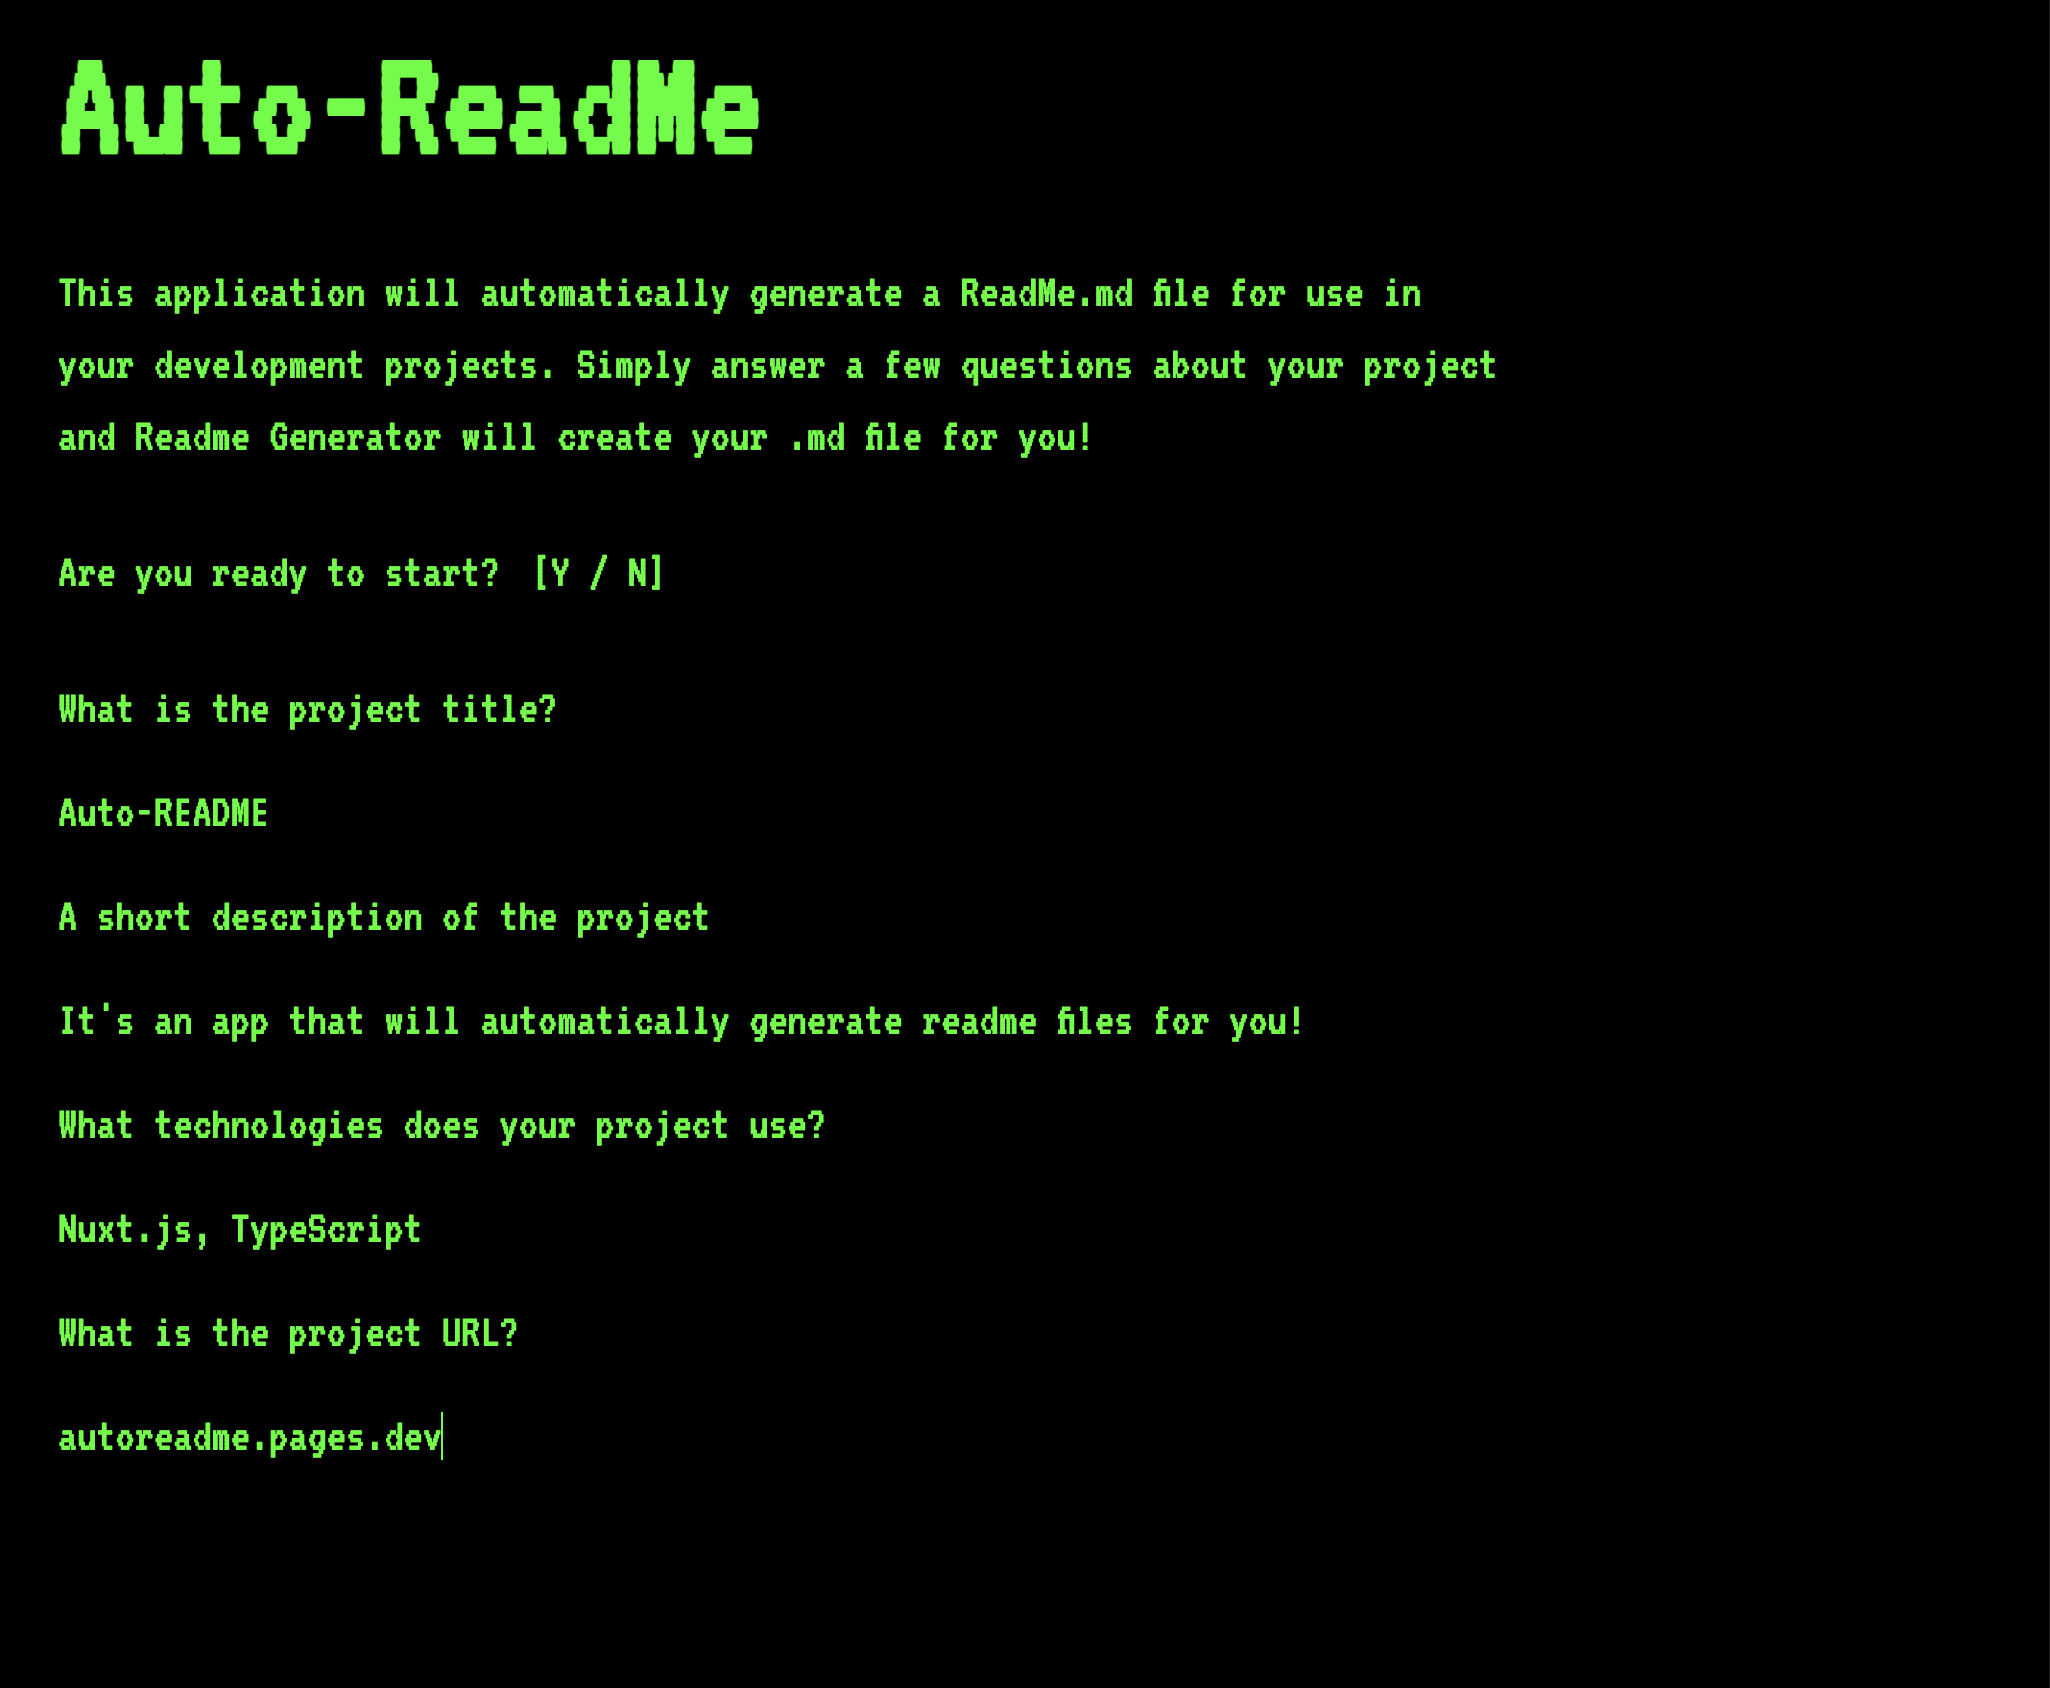 Auto-ReadMe
This application will automatically generate a ReadMe.md file for use in
your development projects. Simply answer a few questions about your project
and Readme Generator will create your .md file for you!
Are you ready to start? [Y / N]
What is the project title?
Auto-README
A short description of the project
It's an app that will automatically generate readme files for you!
What technologies does your project use?
Nuxt.js, TypeScript
What is the project URL?
autoreadme.pages.dev